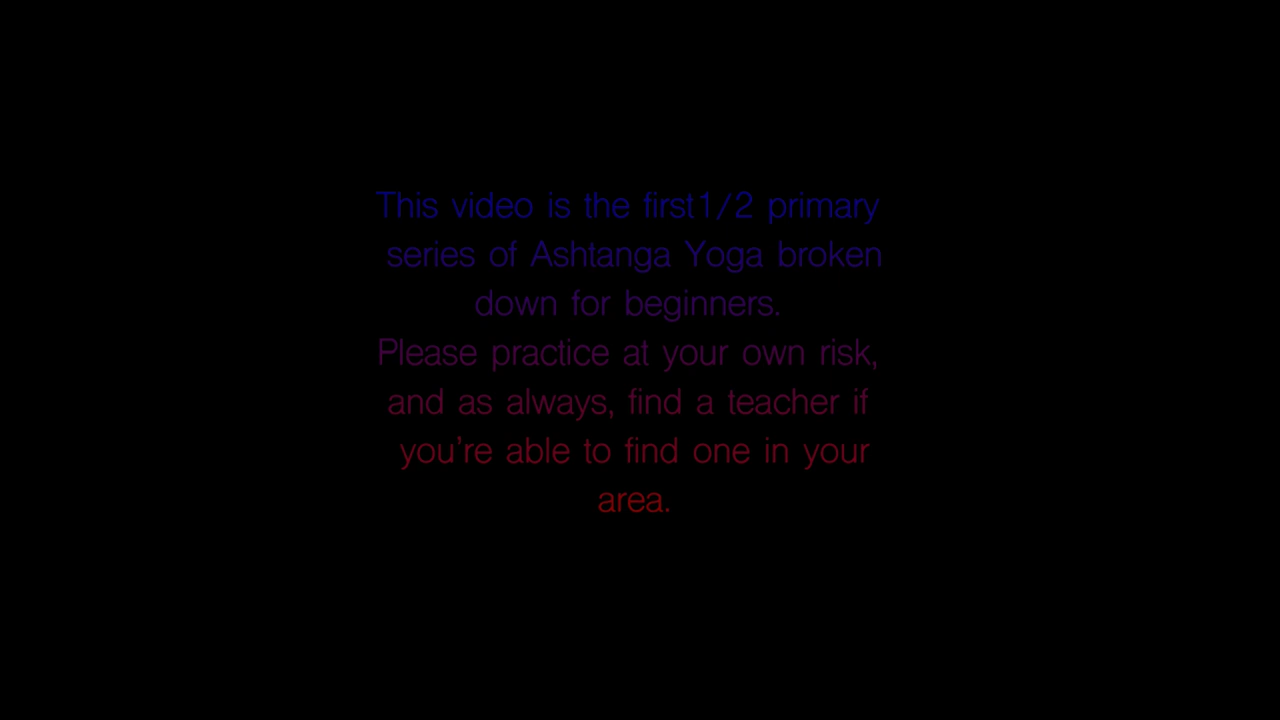 This video is the first1/2 primary
series of Ashtanga Yoga broken
down for beginners.
Please practice at your own risk,
and as always, find a teacher if
you're able to find one in your
area.